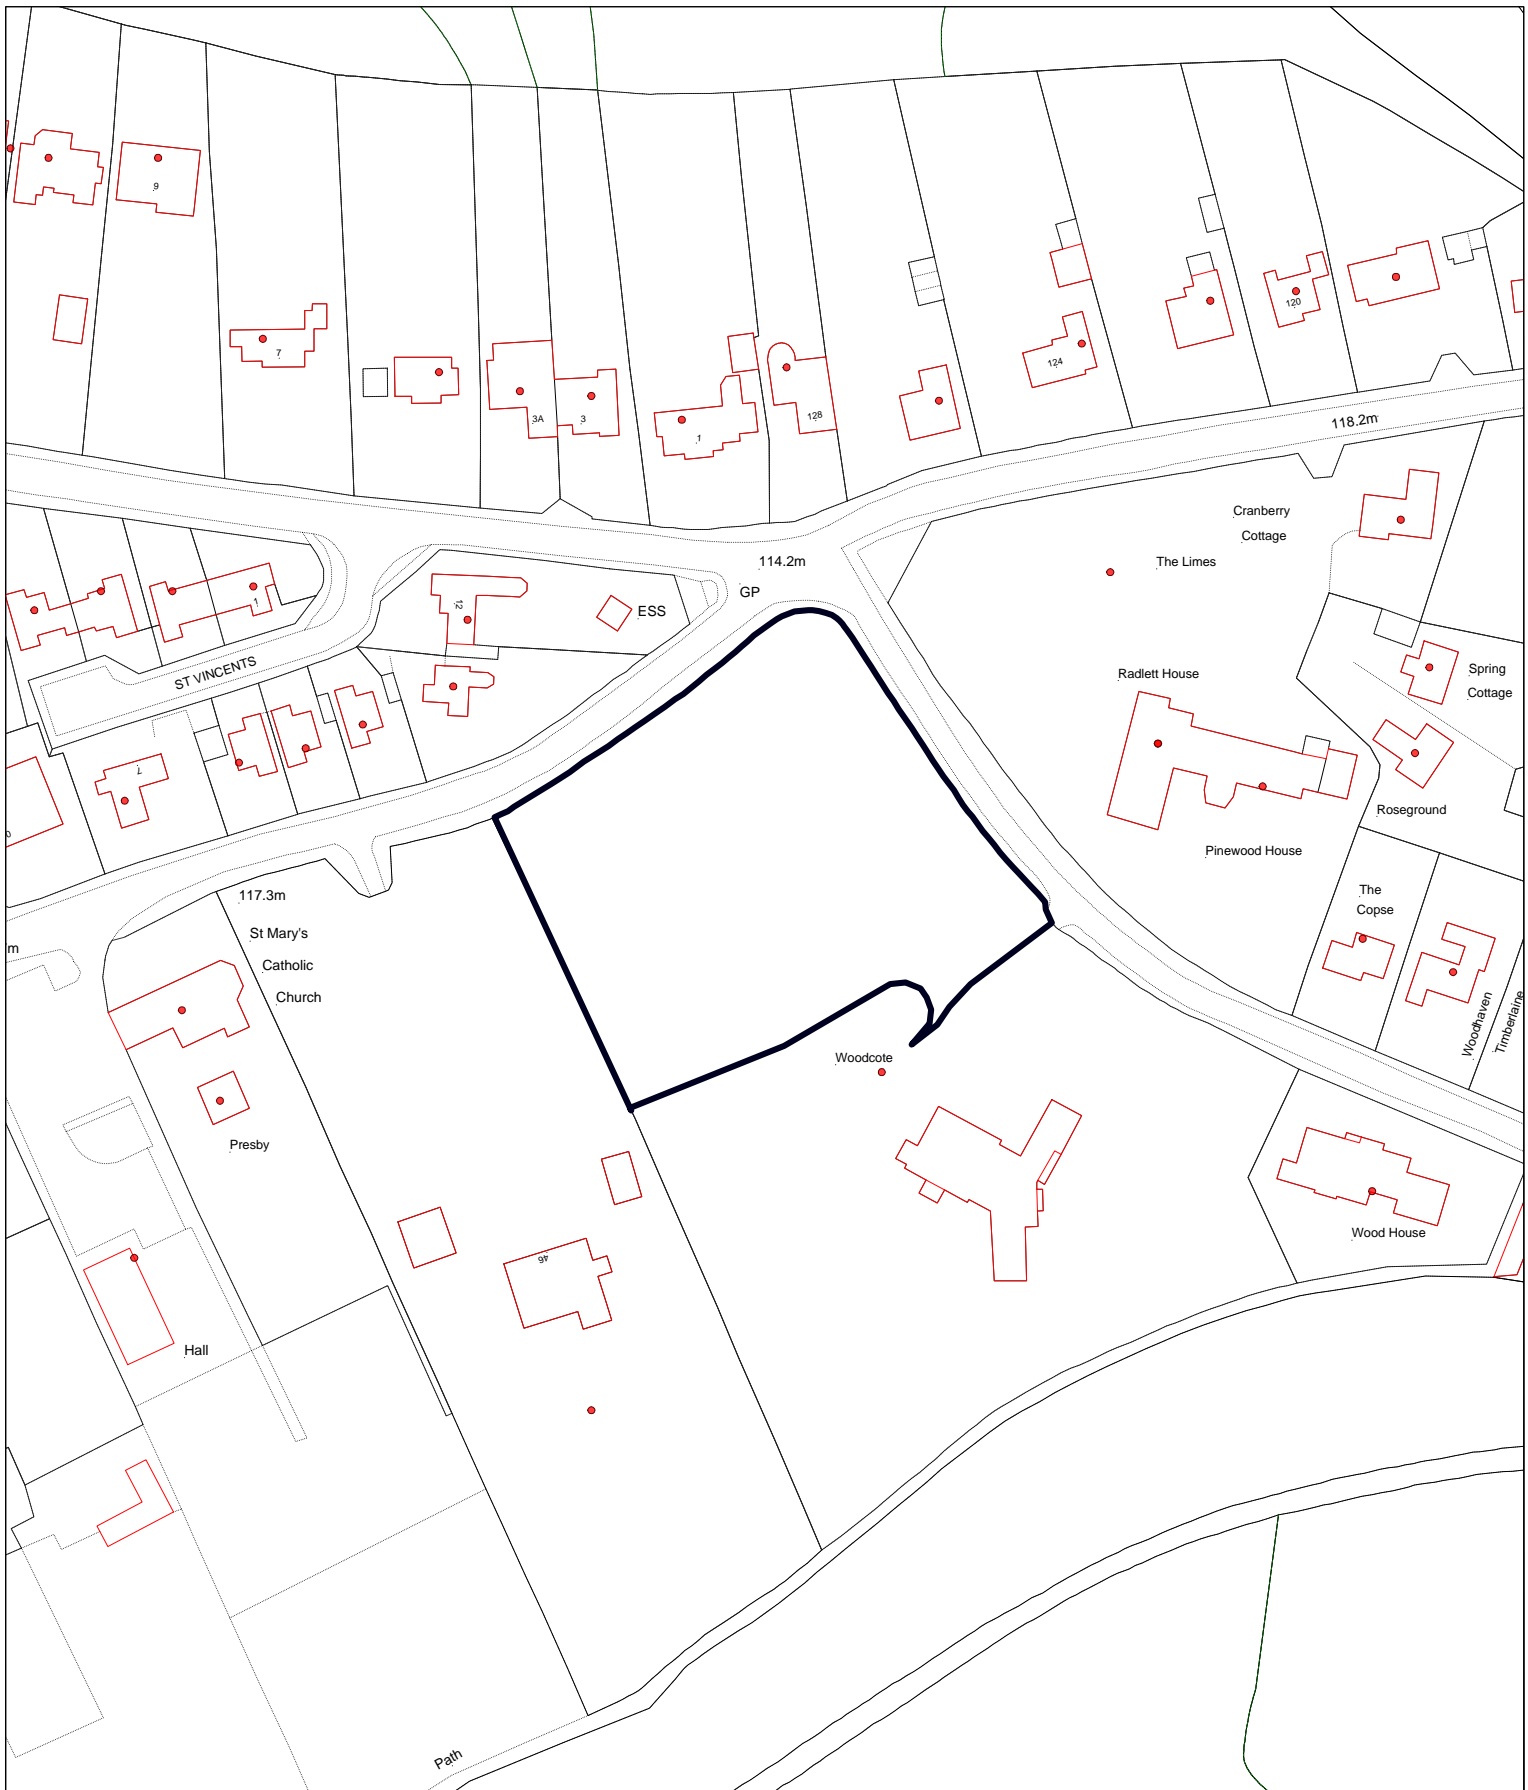 9
7
3A
3
1
128
124
120
118.2m
Cranberry
Cottage
The Limes
114.2m
GP
ESS
12
1
ST VINCENTS
7
Radlett House
Spring
Cottage
Roseground
Pinewood House
The
Copse
Woodhaven
Timberlaine
117.3m
m
St Mary's
Catholic
Church
Woodcote
Presby
Wood House
46
Hall
Path